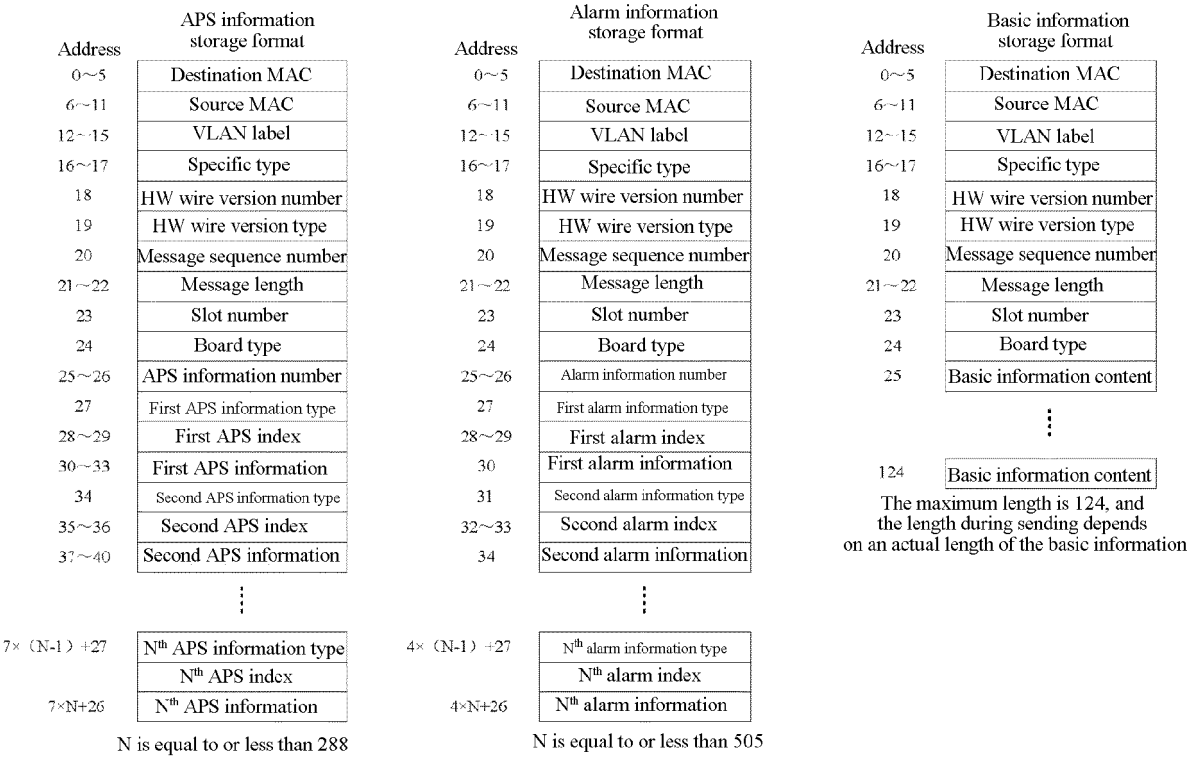 APS information
storage format
Address
0～5 Destination MAC
6～11 Source MAC
12～15 VLAN label
16～17 Specific type
18 HW wire version number
19 HW wire version type
20 Message sequence number
21～22 Message length
23 Slot number
24 Board type
25～26 APS information number
27 First APS information type
28～29 First APS index
30～33 First APS information
34 Second APS information type
35～36 Second APS index
37～40 Second APS information
7×（N-1）+27 Nth APS information type
Nth APS index
7×N+26 Nth APS information
N is equal to or less than 288
Alarm information
storage format
Address
0～5 Destination MAC
6～11 Source MAC
12～15 VLAN label
16～17 Specific type
18 HW wire version number
19 HW wire version type
20 Message sequence number
21～22 Message length
23 Slot number
24 Board type
25～26 Alarm information number
27 First alarm information type
28～29 First alarm index
30 First alarm information
31 Second alarm information type
32～33 Second alarm index
34 Second alarm information
4×（N-1）+27 Nth alarm information type
Nth alarm index
4×N+26 Nth alarm information
N is equal to or less than 505
Basic information
storage format
Address
0～5 Destination MAC
6～11 Source MAC
12～15 VLAN label
16～17 Specific type
18 HW wire version number
19 HW wire version type
20 Message sequence number
21～22 Message length
23 Slot number
24 Board type
25 Basic information content
124 Basic information content
The maximum length is 124, and
the length during sending depends
on an actual length of the basic information